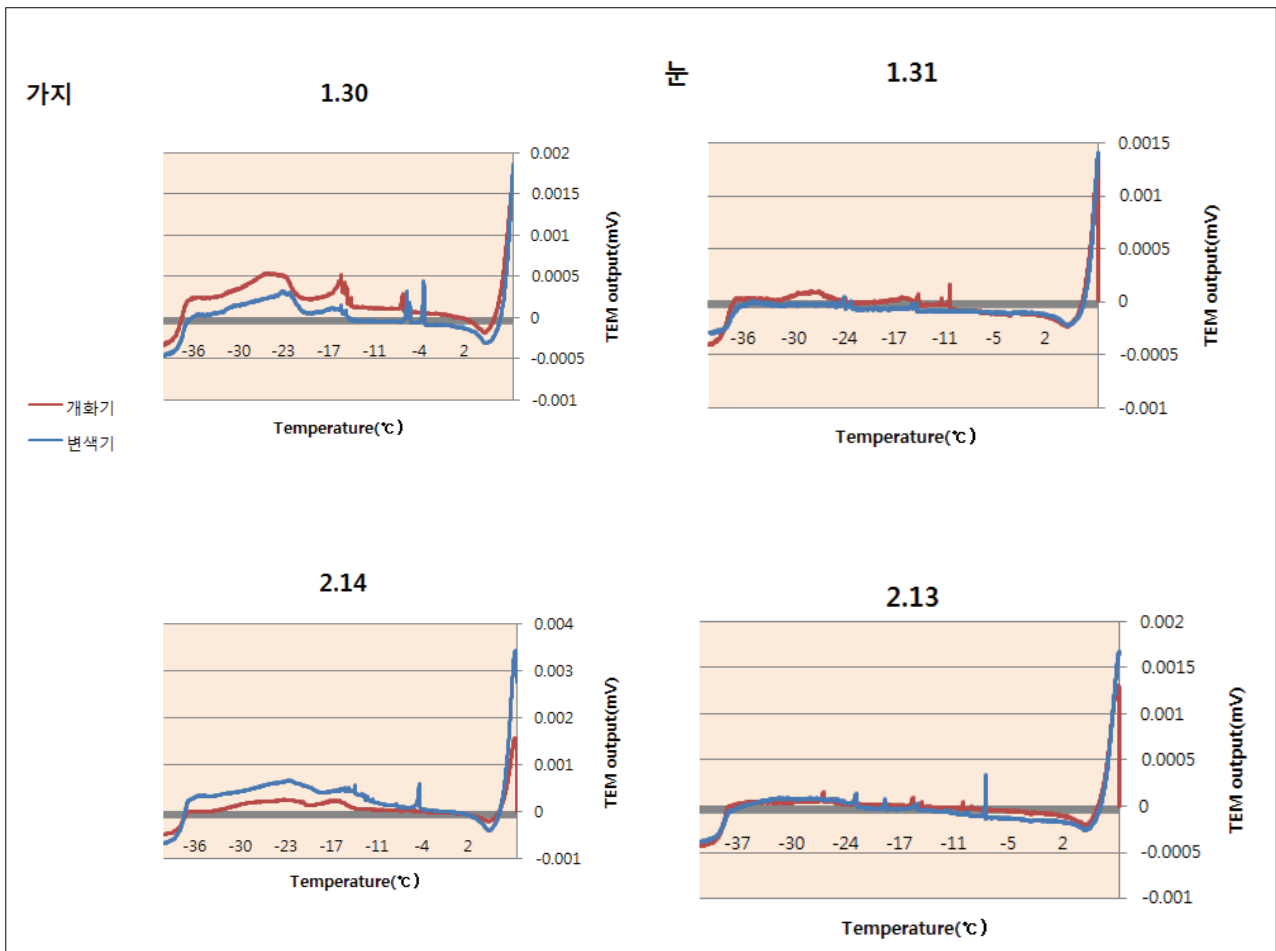 가지
1.30
0.002
0.0015
0.001
0.0005
0
-0.0005
-0.001
-36 -30 -23 -17 -11 -4 2
TEM output(mV)
Temperature(℃)
개화기
변색기
눈
1.31
0.0015
0.001
0.0005
0
-0.0005
-0.001
-36 -30 -24 -17 -11 -5 2
TEM output(mV)
Temperature(℃)
2.14
0.004
0.003
0.002
0.001
0
-0.001
-36 -30 -23 -17 -11 -4 2
TEM output(mV)
Temperature(℃)
2.13
0.002
0.0015
0.001
0.0005
0
-0.0005
-0.001
-37 -30 -24 -17 -11 -5 2
TEM output(mV)
Temperature(℃)